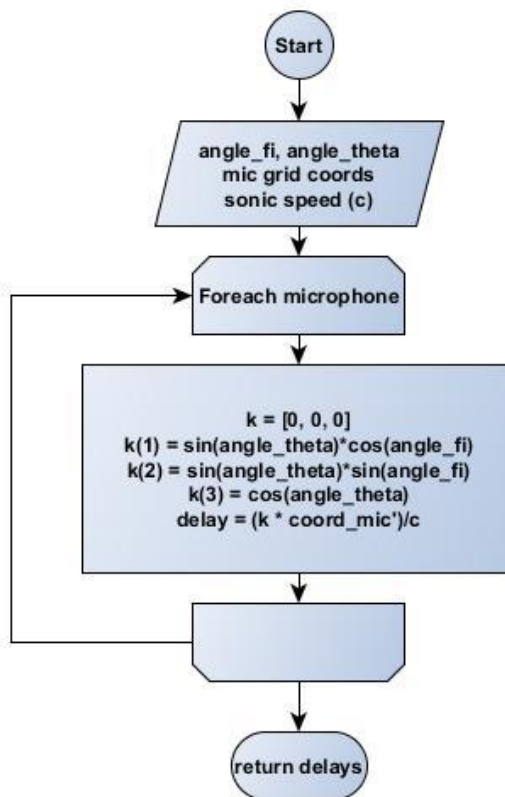 Start
angle_fi, angle_theta
mic grid coords
sonic speed (c)
Foreach microphone
k = [0, 0, 0]
k(1) = sin(angle_theta)*cos(angle_fi)
k(2) = sin(angle_theta)*sin(angle_fi)
k(3) = cos(angle_theta)
delay = (k * coord_mic')/c
return delays